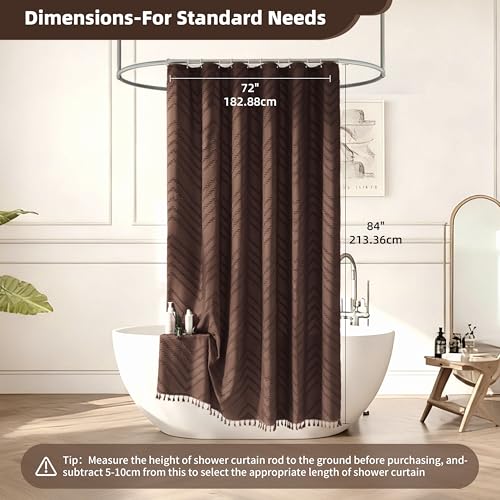 Dimensions-For Standard Needs
72"
182.88cm
84"
213.36cm
Tip: Measure the height of shower curtain rod to the ground before purchasing, and-
subtract 5-10cm from this to select the appropriate length of shower curtain